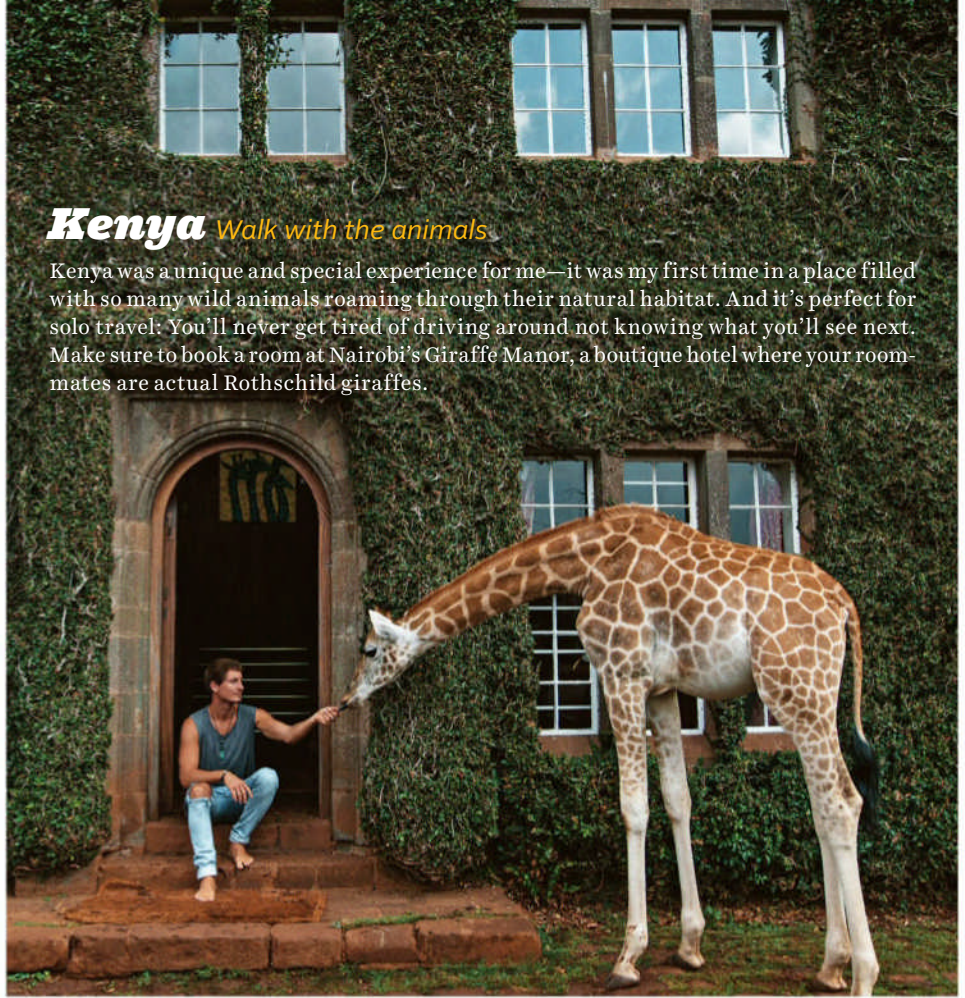 Kenya Walk with the animals
Kenya was a unique and special experience for me—it was my first time in a place filled
with so many wild animals roaming through their natural habitat. And it’s perfect for
solo travel: You’ll never get tired of driving around not knowing what you’ll see next.
Make sure to book a room at Nairobi’s Giraffe Manor, a boutique hotel where your room-
mates are actual Rothschild giraffes.